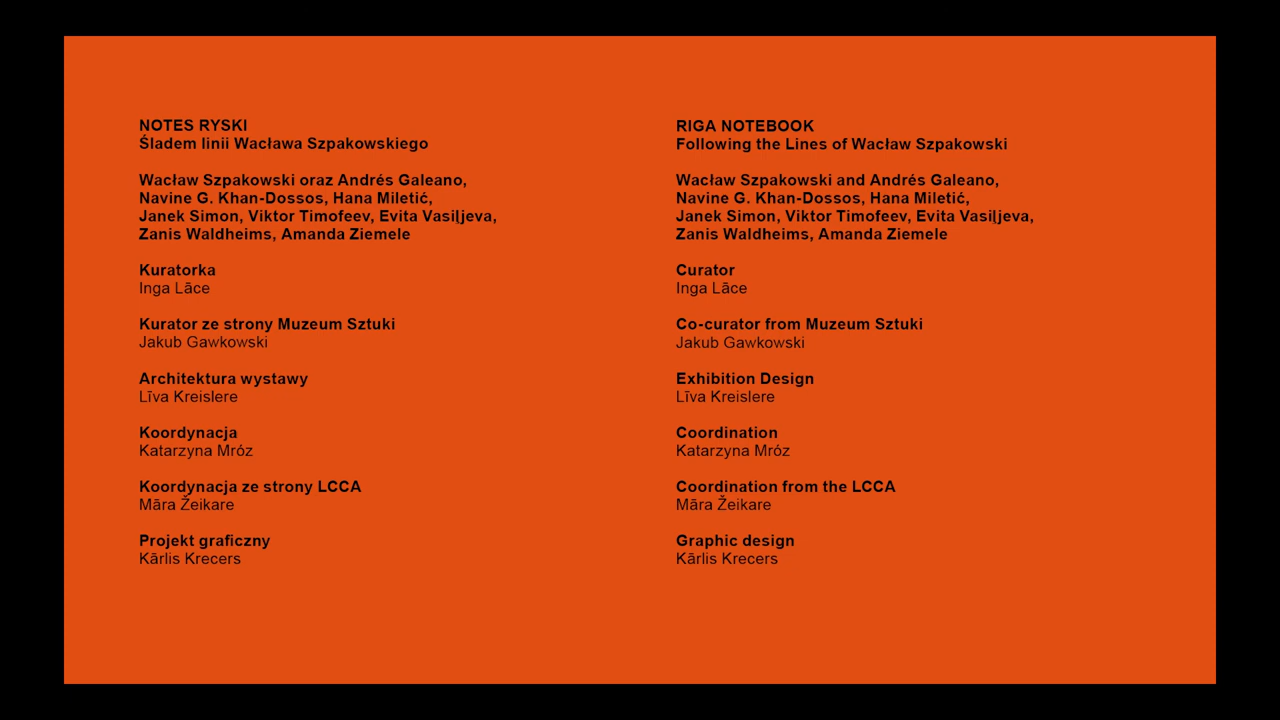 NOTES RYSKI
Śladem linii Wacława Szpakowskiego
Wacław Szpakowski oraz Andrés Galeano,
Navine G. Khan-Dossos, Hana Miletić,
Janek Simon, Viktor Timofeev, Evita Vasiļjeva,
Zanis Waldheims, Amanda Ziemele
Kuratorka
Inga Lāce
Kurator ze strony Muzeum Sztuki
Jakub Gawkowski
Architektura wystawy
Līva Kreislere
Koordynacja
Katarzyna Mróz
Koordynacja ze strony LCCA
Māra Žeikare
Projekt graficzny
Kārlis Krecers
RIGA NOTEBOOK
Following the Lines of Wacław Szpakowski
Wacław Szpakowski and Andrés Galeano,
Navine G. Khan-Dossos, Hana Miletić,
Janek Simon, Viktor Timofeev, Evita Vasiļjeva,
Zanis Waldheims, Amanda Ziemele
Curator
Inga Lāce
Co-curator from Muzeum Sztuki
Jakub Gawkowski
Exhibition Design
Līva Kreislere
Coordination
Katarzyna Mróz
Coordination from the LCCA
Māra Žeikare
Graphic design
Kārlis Krecers